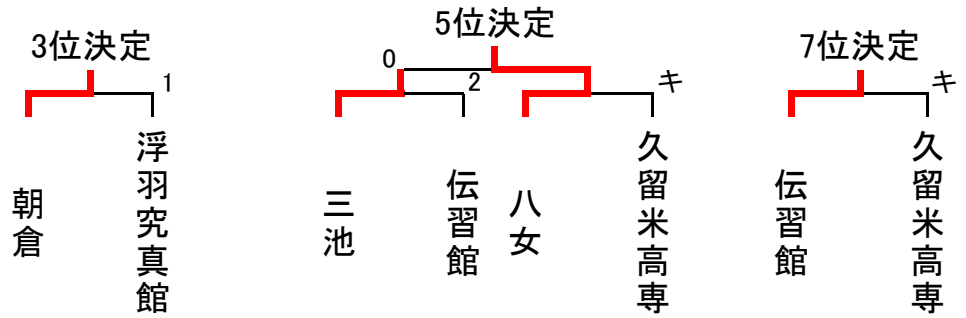 3位決定
5位決定
7位決定
1
0
2
キ
キ
朝倉
浮羽究真館
三池
伝習館
八女
久留米高専
伝習館
久留米高専